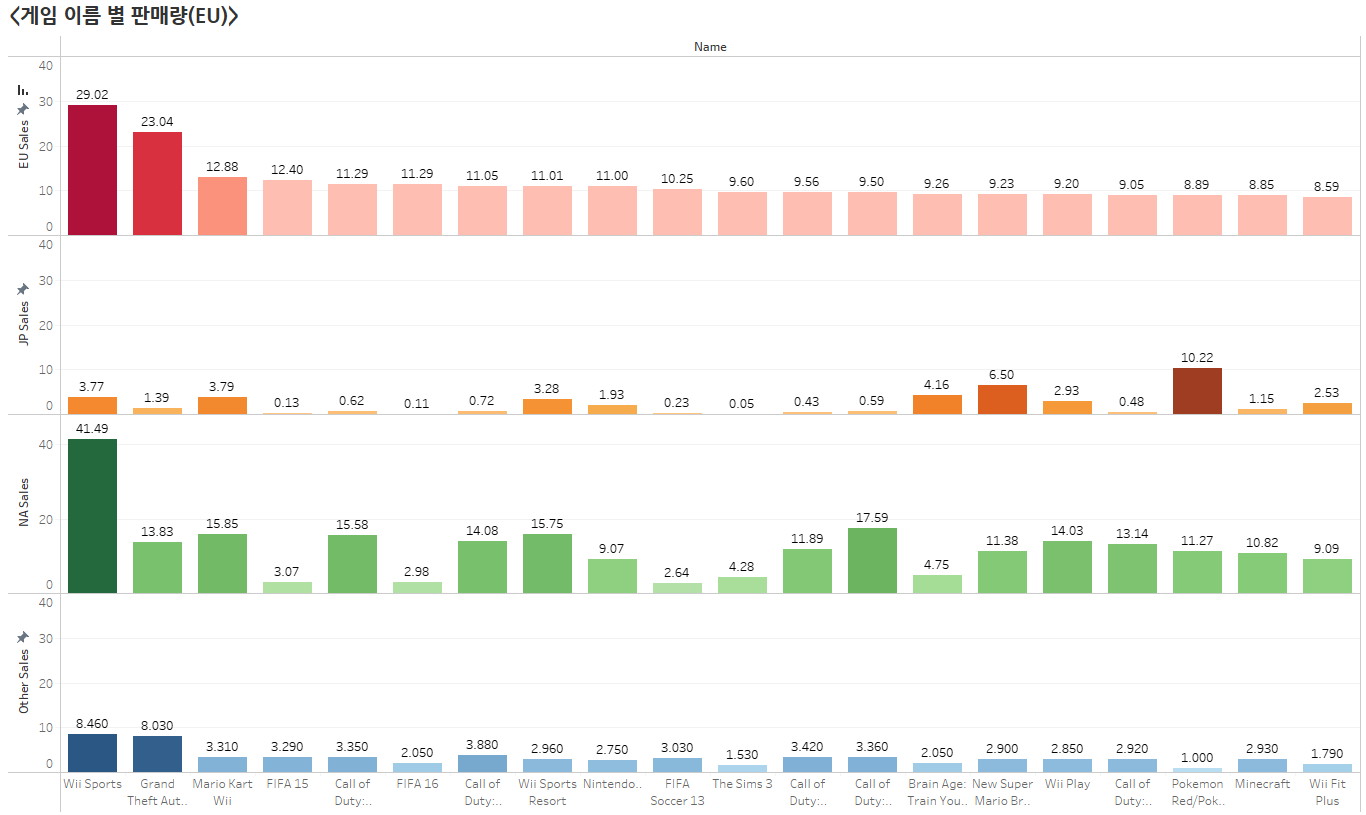 <게임 이름 별 판매량(EU)>
Name
EU Sales
40
30
20
10
0
29.02 23.04 12.88 12.40 11.29 11.29 11.05 11.01 11.00 10.25 9.60 9.56 9.50 9.26 9.23 9.20 9.05 8.89 8.85 8.59
JP Sales
40
30
20
10
0
3.77 1.39 3.79 0.13 0.62 0.11 0.72 3.28 1.93 0.23 0.05 0.43 0.59 4.16 6.50 2.93 0.48 10.22 1.15 2.53
NA Sales
40
20
0
41.49 13.83 15.85 3.07 15.58 2.98 14.08 15.75 9.07 2.64 4.28 11.89 17.59 4.75 11.38 14.03 13.14 11.27 10.82 9.09
Other Sales
40
30
20
10
0
8.460 8.030 3.310 3.290 3.350 2.050 3.880 2.960 2.750 3.030 1.530 3.420 3.360 2.050 2.900 2.850 2.920 1.000 2.930 1.790
Wii Sports
Grand
Theft Aut..
Mario Kart
Wii
FIFA 15
Call of
Duty:..
FIFA 16
Call of
Duty:..
Wii Sports
Resort
Nintendo..
FIFA
Soccer 13
The Sims 3
Call of
Duty:..
Call of
Duty:..
Brain Age:
Train You..
New Super
Mario Br..
Wii Play
Call of
Duty:..
Pokemon
Red/Pok..
Minecraft
Wii Fit
Plus